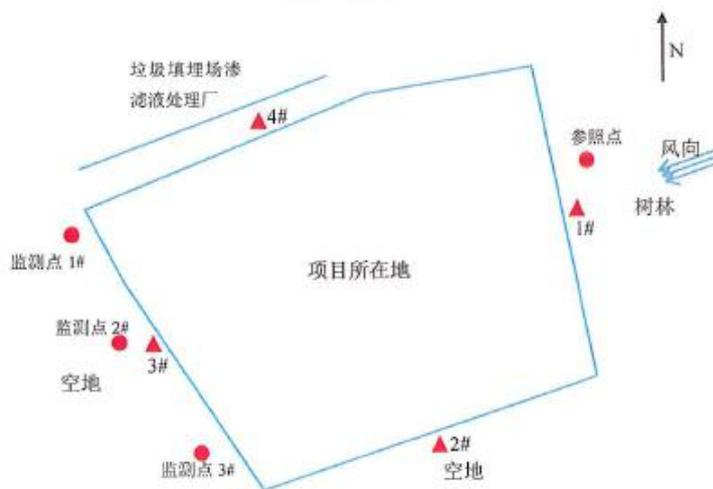 N
垃圾填埋场渗
滤液处理厂
4#
参照点
风向
树林
1#
监测点 1#
项目所在地
监测点 2#
3#
空地
2#
监测点 3#
空地